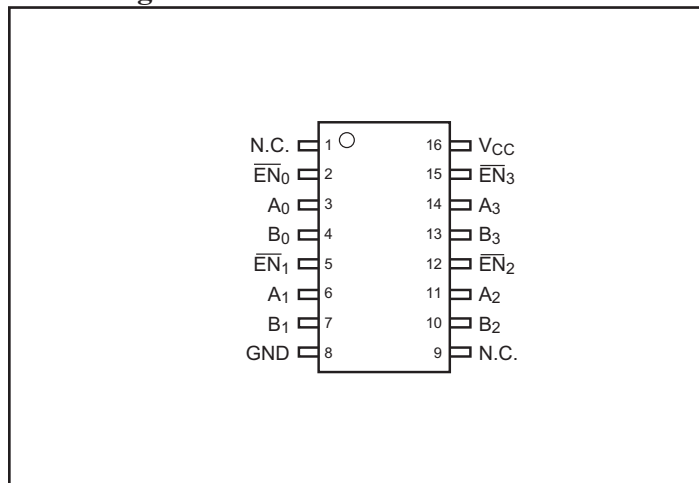 N.C. 1 16 VCC
EN0 2 15 EN3
A0 3 14 A3
B0 4 13 B3
EN1 5 12 EN2
A1 6 11 A2
B1 7 10 B2
GND 8 9 N.C.